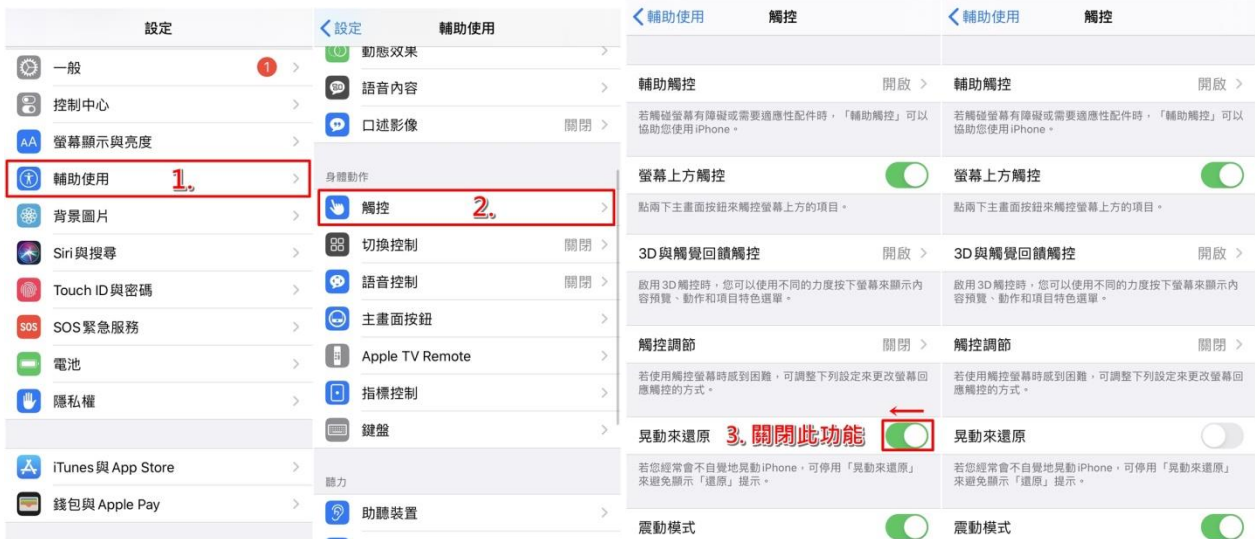 設定
一般
1
控制中心
AA
螢幕顯示與亮度
輔助使用
1.
背景圖片
Siri與搜尋
Touch ID與密碼
SOS
SOS緊急服務
電池
隱私權
iTunes與App Store
錢包與Apple Pay
設定
輔助使用
動態效果
語音內容
口述影像
關閉
身體動作
觸控
2.
切換控制
關閉
語音控制
關閉
主畫面按鈕
Apple TV Remote
指標控制
鍵盤
聽力
助聽裝置
輔助使用
觸控
輔助觸控
開啟
若觸碰螢幕有障礙或需要適應性配件時,「輔助觸控」可以
協助您使用iPhone。
螢幕上方觸控
點兩下主畫面按鈕來觸控螢幕上方的項目。
3D與觸覺回饋觸控
開啟
啟用3D觸控時,您可以使用不同的力度按下螢幕來顯示內
容預覽、動作和項目特色選單。
觸控調節
關閉
若使用觸控螢幕時感到困難,可調整下列設定來更改螢幕回
應觸控的方式。
晃動來還原
3. 關閉此功能
若您經常會不自覺地晃動iPhone,可停用「晃動來還原」
來避免顯示「還原」提示。
震動模式
輔助使用
觸控
輔助觸控
開啟
若觸碰螢幕有障礙或需要適應性配件時,「輔助觸控」可以
協助您使用iPhone。
螢幕上方觸控
點兩下主畫面按鈕來觸控螢幕上方的項目。
3D與觸覺回饋觸控
開啟
啟用3D觸控時,您可以使用不同的力度按下螢幕來顯示內
容預覽、動作和項目特色選單。
觸控調節
關閉
若使用觸控螢幕時感到困難,可調整下列設定來更改螢幕回
應觸控的方式。
晃動來還原
若您經常會不自覺地晃動iPhone,可停用「晃動來還原」
來避免顯示「還原」提示。
震動模式